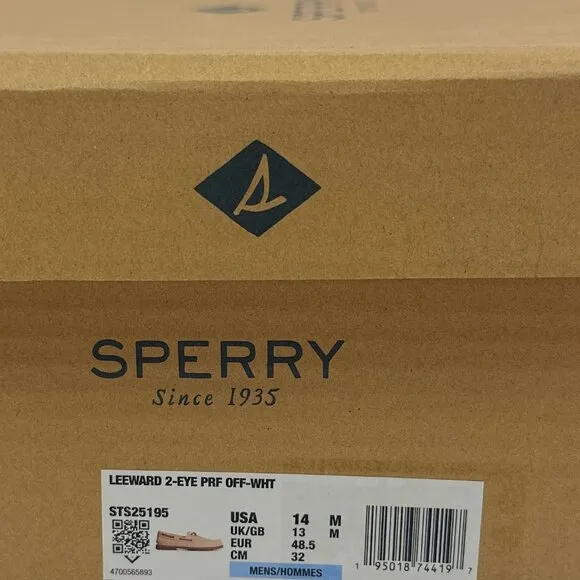 SPERRY
SPERRY
Since 1935
LEEWARD 2-EYE PRF OFF-WHT
STS25195
USA 14 M
UK/GB 13 M
EUR 48.5
CM 32
MENS/HOMMES
4700565893
1 95018 74419 7